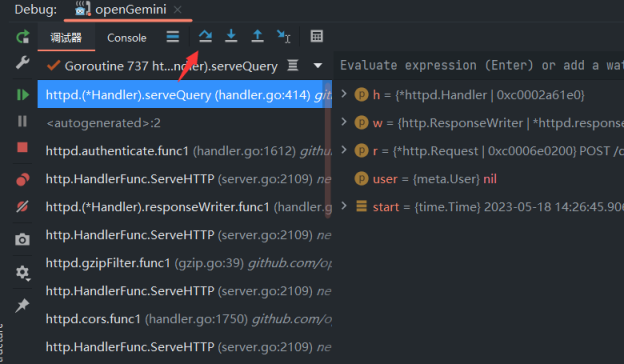 Debug: openGemini
调试器 Console
Goroutine 737 ht...ndler).serveQuery
Evaluate expression (Enter) or add a wat
httpd.(*Handler).serveQuery (handler.go:414)
<autogenerated>:2
httpd.authenticate.func1 (handler.go:1612) github
http.HandlerFunc.ServeHTTP (server.go:2109) ne
httpd.(*Handler).responseWriter.func1 (handler.g
http.HandlerFunc.ServeHTTP (server.go:2109) ne
httpd.gzipFilter.func1 (gzip.go:39) github.com/op
http.HandlerFunc.ServeHTTP (server.go:2109) ne
httpd.cors.func1 (handler.go:1750) github.com/o
http.HandlerFunc.ServeHTTP (server.go:2109) ne
h = {*httpd.Handler | 0xc0002a61e0}
w = {http.ResponseWriter | *httpd.respons
r = {*http.Request | 0xc0006e0200} POST /
user = {meta.User} nil
start = {time.Time} 2023-05-18 14:26:45.906